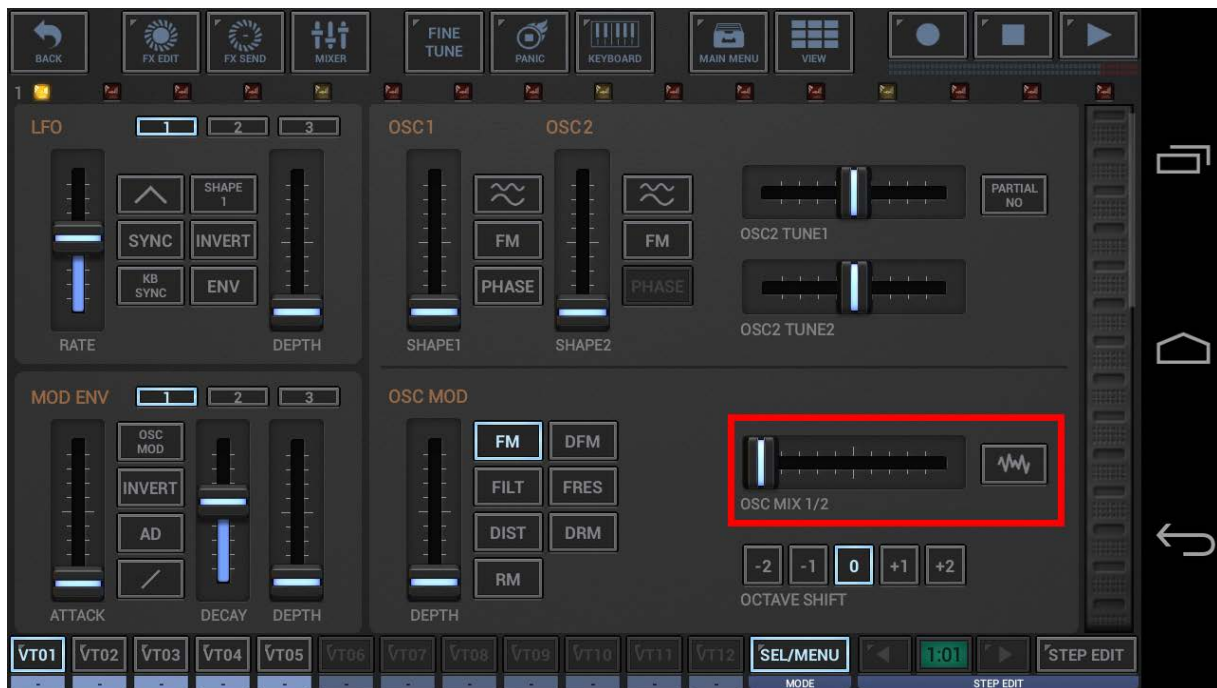 BACK
FX EDIT
FX SEND
MIXER
FINE
TUNE
PANIC
KEYBOARD
MAIN MENU
VIEW
1
LFO
1
2
3
SHAPE
1
SYNC
INVERT
KB
SYNC
ENV
RATE
DEPTH
OSC1
OSC2
FM
FM
PHASE
PHASE
SHAPE1
SHAPE2
OSC2 TUNE1
PARTIAL
NO
OSC2 TUNE2
MOD ENV
1
2
3
OSC
MOD
INVERT
AD
ATTACK
DECAY
DEPTH
OSC MOD
FM
DFM
FILT
FRES
DIST
DRM
RM
DEPTH
OSC MIX 1/2
-2
-1
0
+1
+2
OCTAVE SHIFT
VT01
VT02
VT03
VT04
VT05
VT06
VT07
VT08
VT09
VT10
VT11
VT12
SEL/MENU
1:01
STEP EDIT
- - - - - - - - - - - -
MODE
STEP EDIT